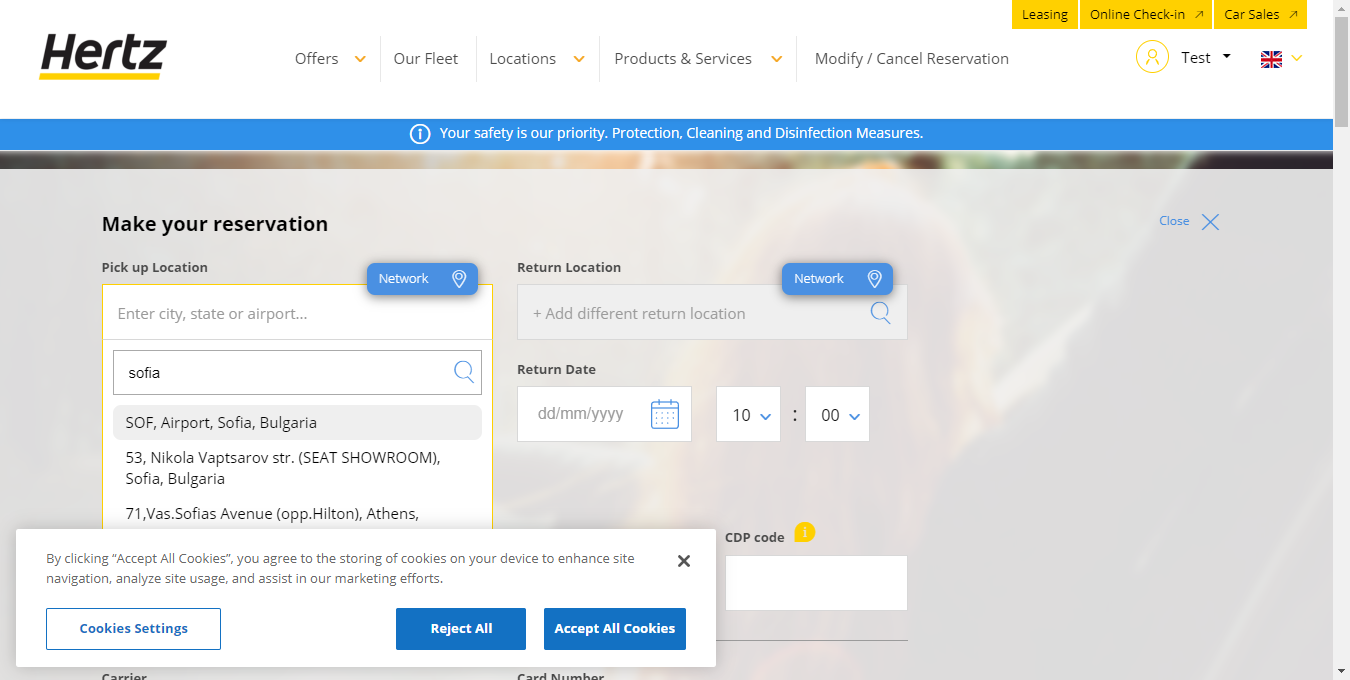 Leasing
Online Check-in
Car Sales
Hertz
Offers
Our Fleet
Locations
Products & Services
Modify / Cancel Reservation
Test
Your safety is our priority. Protection, Cleaning and Disinfection Measures.
Make your reservation
Close
Pick up Location
Network
Return Location
Network
Enter city, state or airport...
+ Add different return location
sofia
Return Date
dd/mm/yyyy
10
:
00
SOF, Airport, Sofia, Bulgaria
53, Nikola Vaptsarov str. (SEAT SHOWROOM),
Sofia, Bulgaria
71,Vas.Sofias Avenue (opp.Hilton), Athens,
CDP code
i
By clicking “Accept All Cookies”, you agree to the storing of cookies on your device to enhance site
navigation, analyze site usage, and assist in our marketing efforts.
Cookies Settings
Reject All
Accept All Cookies
Carrier
Card Number